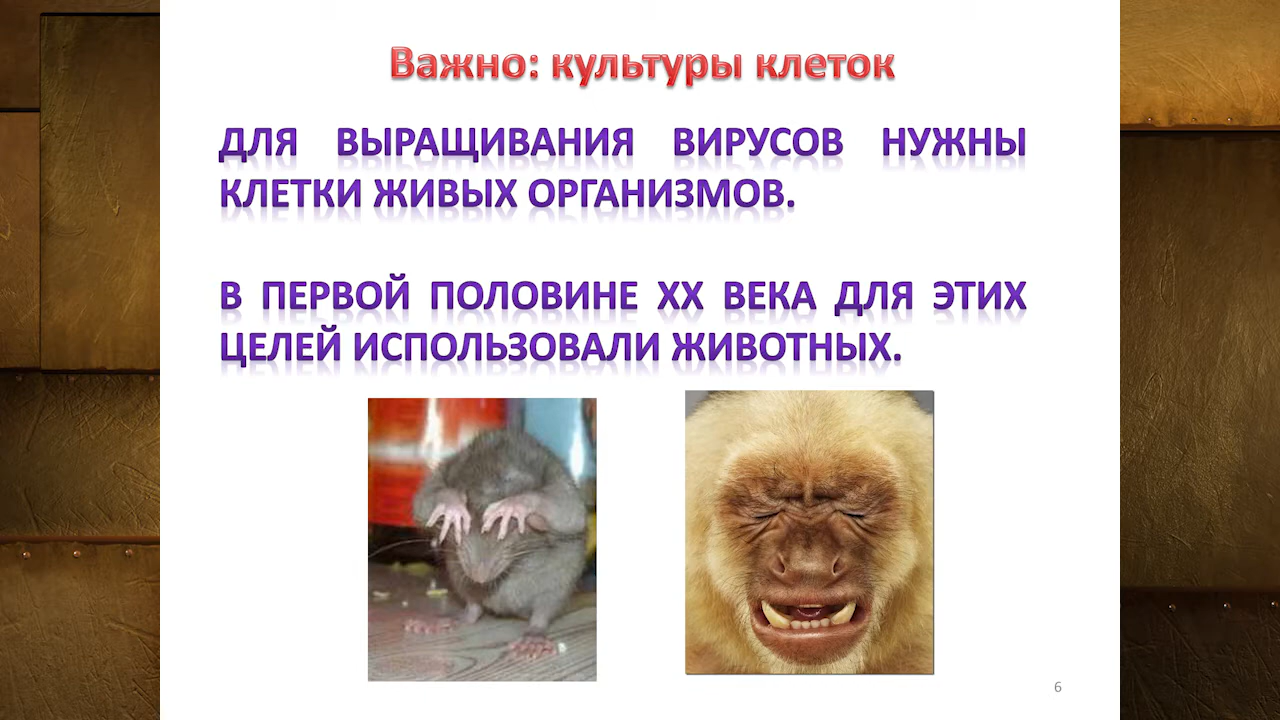 Важно: культуры клеток
ДЛЯ ВЫРАЩИВАНИЯ ВИРУСОВ НУЖНЫ
КЛЕТКИ ЖИВЫХ ОРГАНИЗМОВ.
В ПЕРВОЙ ПОЛОВИНЕ ХХ ВЕКА ДЛЯ ЭТИХ
ЦЕЛЕЙ ИСПОЛЬЗОВАЛИ ЖИВОТНЫХ.
6